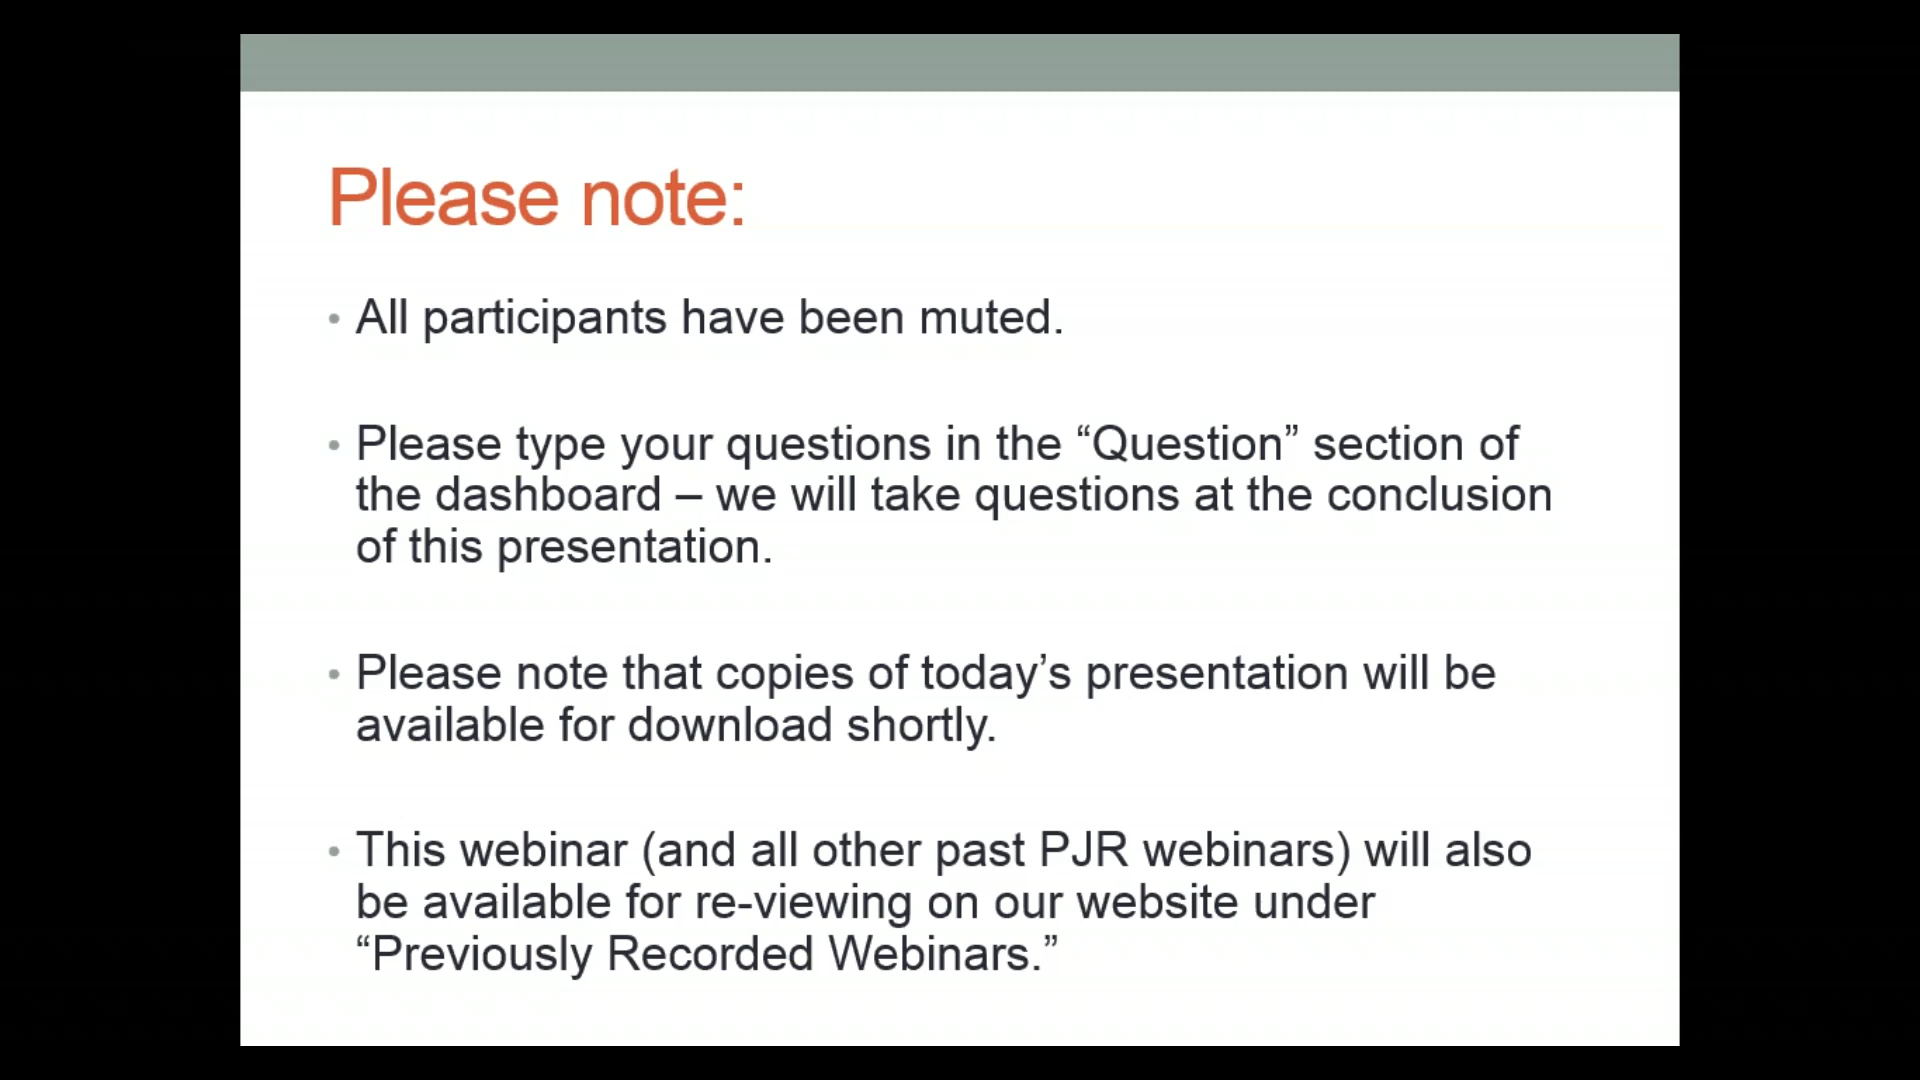 Please note:
• All participants have been muted.
• Please type your questions in the “Question” section of
the dashboard – we will take questions at the conclusion
of this presentation.
• Please note that copies of today’s presentation will be
available for download shortly.
• This webinar (and all other past PJR webinars) will also
be available for re-viewing on our website under
“Previously Recorded Webinars.”